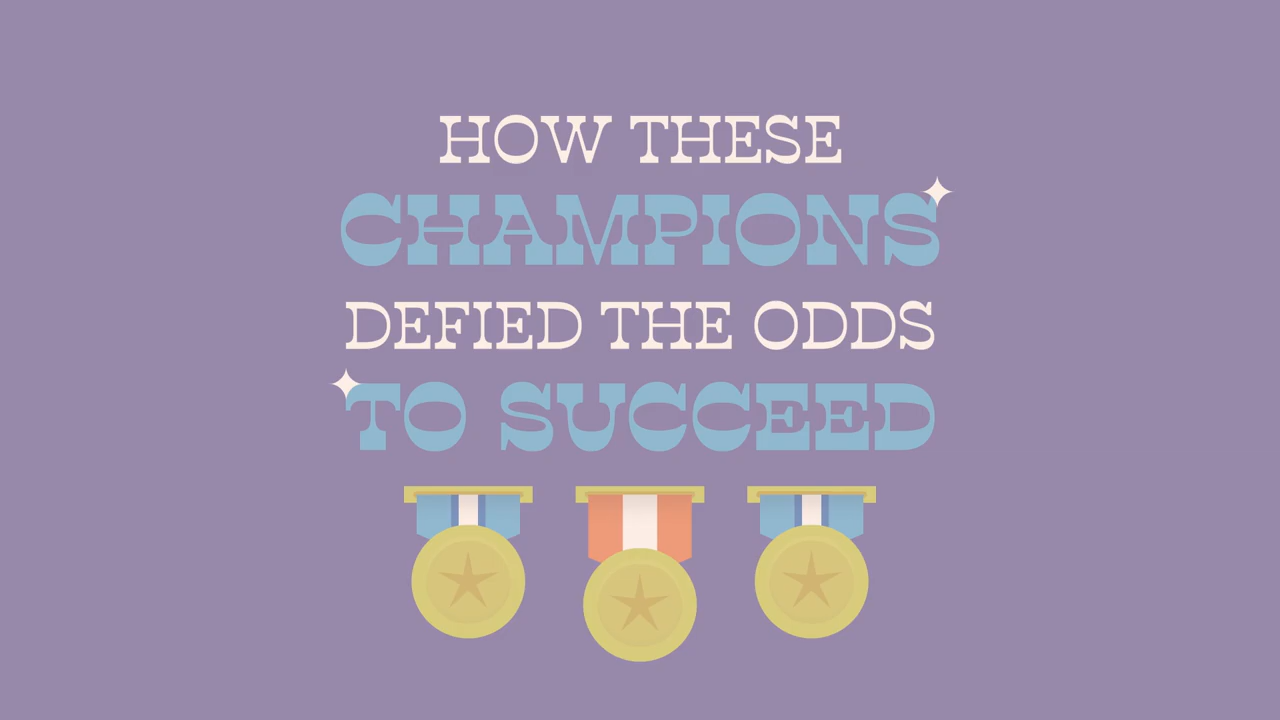 HOW THESE
CHAMPIONS
DEFIED THE ODDS
TO SUCCEED